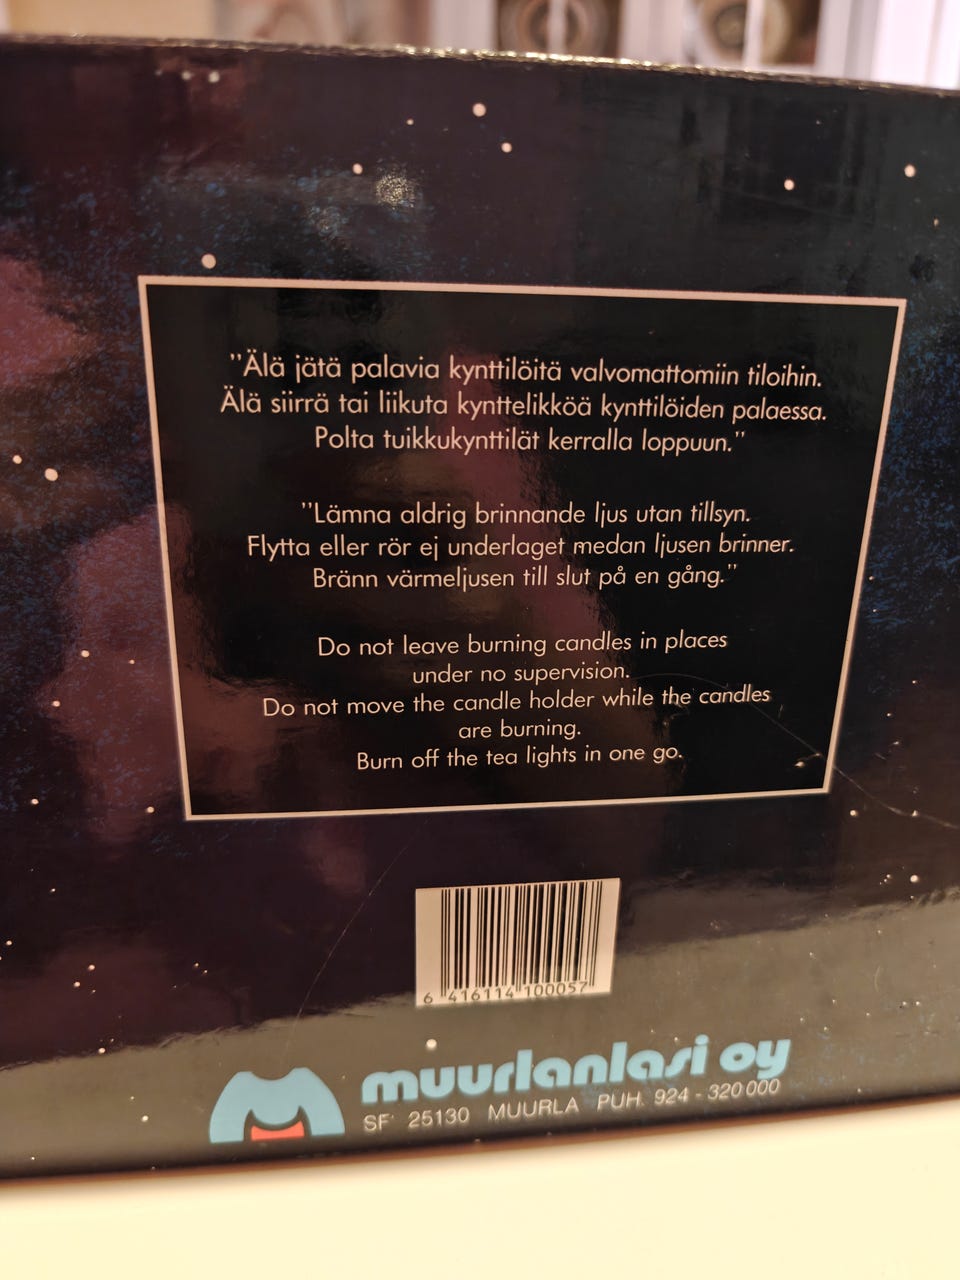 "Älä jätä palavia kynttilöitä valvomattomiin tiloihin.
Älä siirrä tai liikuta kynttelikköä kynttilöiden palaessa.
Polta tuikkukynttilät kerralla loppuun."
"Lämna aldrig brinnande ljus utan tillsyn.
Flytta eller rör ej underlaget medan ljusen brinner.
Bränn värmeljusen till slut på en gång."
Do not leave burning candles in places
under no supervision.
Do not move the candle holder while the candles
are burning.
Burn off the tea lights in one go.
6 416114 100057
muurlanlasi oy
SF 25130 MUURLA PUH. 924 - 320 000